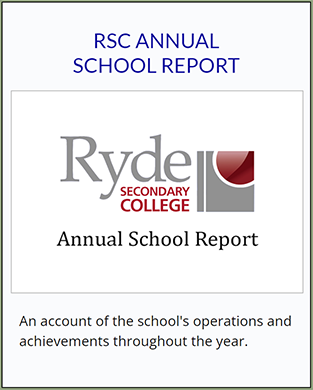 RSC ANNUAL
SCHOOL REPORT
Ryde
SECONDARY
COLLEGE
Annual School Report
An account of the school's operations and
achievements throughout the year.